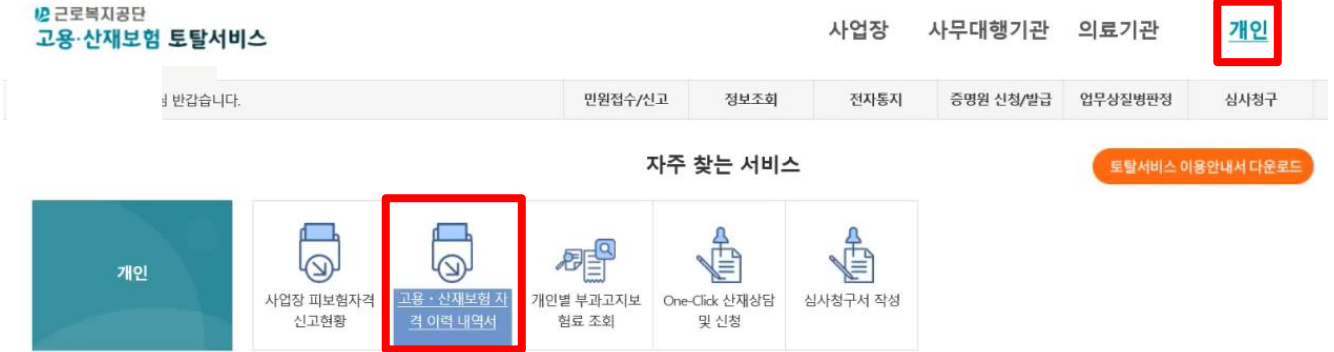 근로복지공단
고용·산재보험 토탈서비스
사업장 사무대행기관 의료기관 개인
반갑습니다.
민원접수/신고 정보조회 전자통지 증명원 신청/발급 업무상질병판정 심사청구
자주 찾는 서비스
토탈서비스 이용안내서 다운로드
개인
사업장 피보험자격
신고현황
고용·산재보험 자
격 이력 내역서
개인별 부과고지보
험료 조회
One-Click 산재상담
및 신청
심사청구서 작성